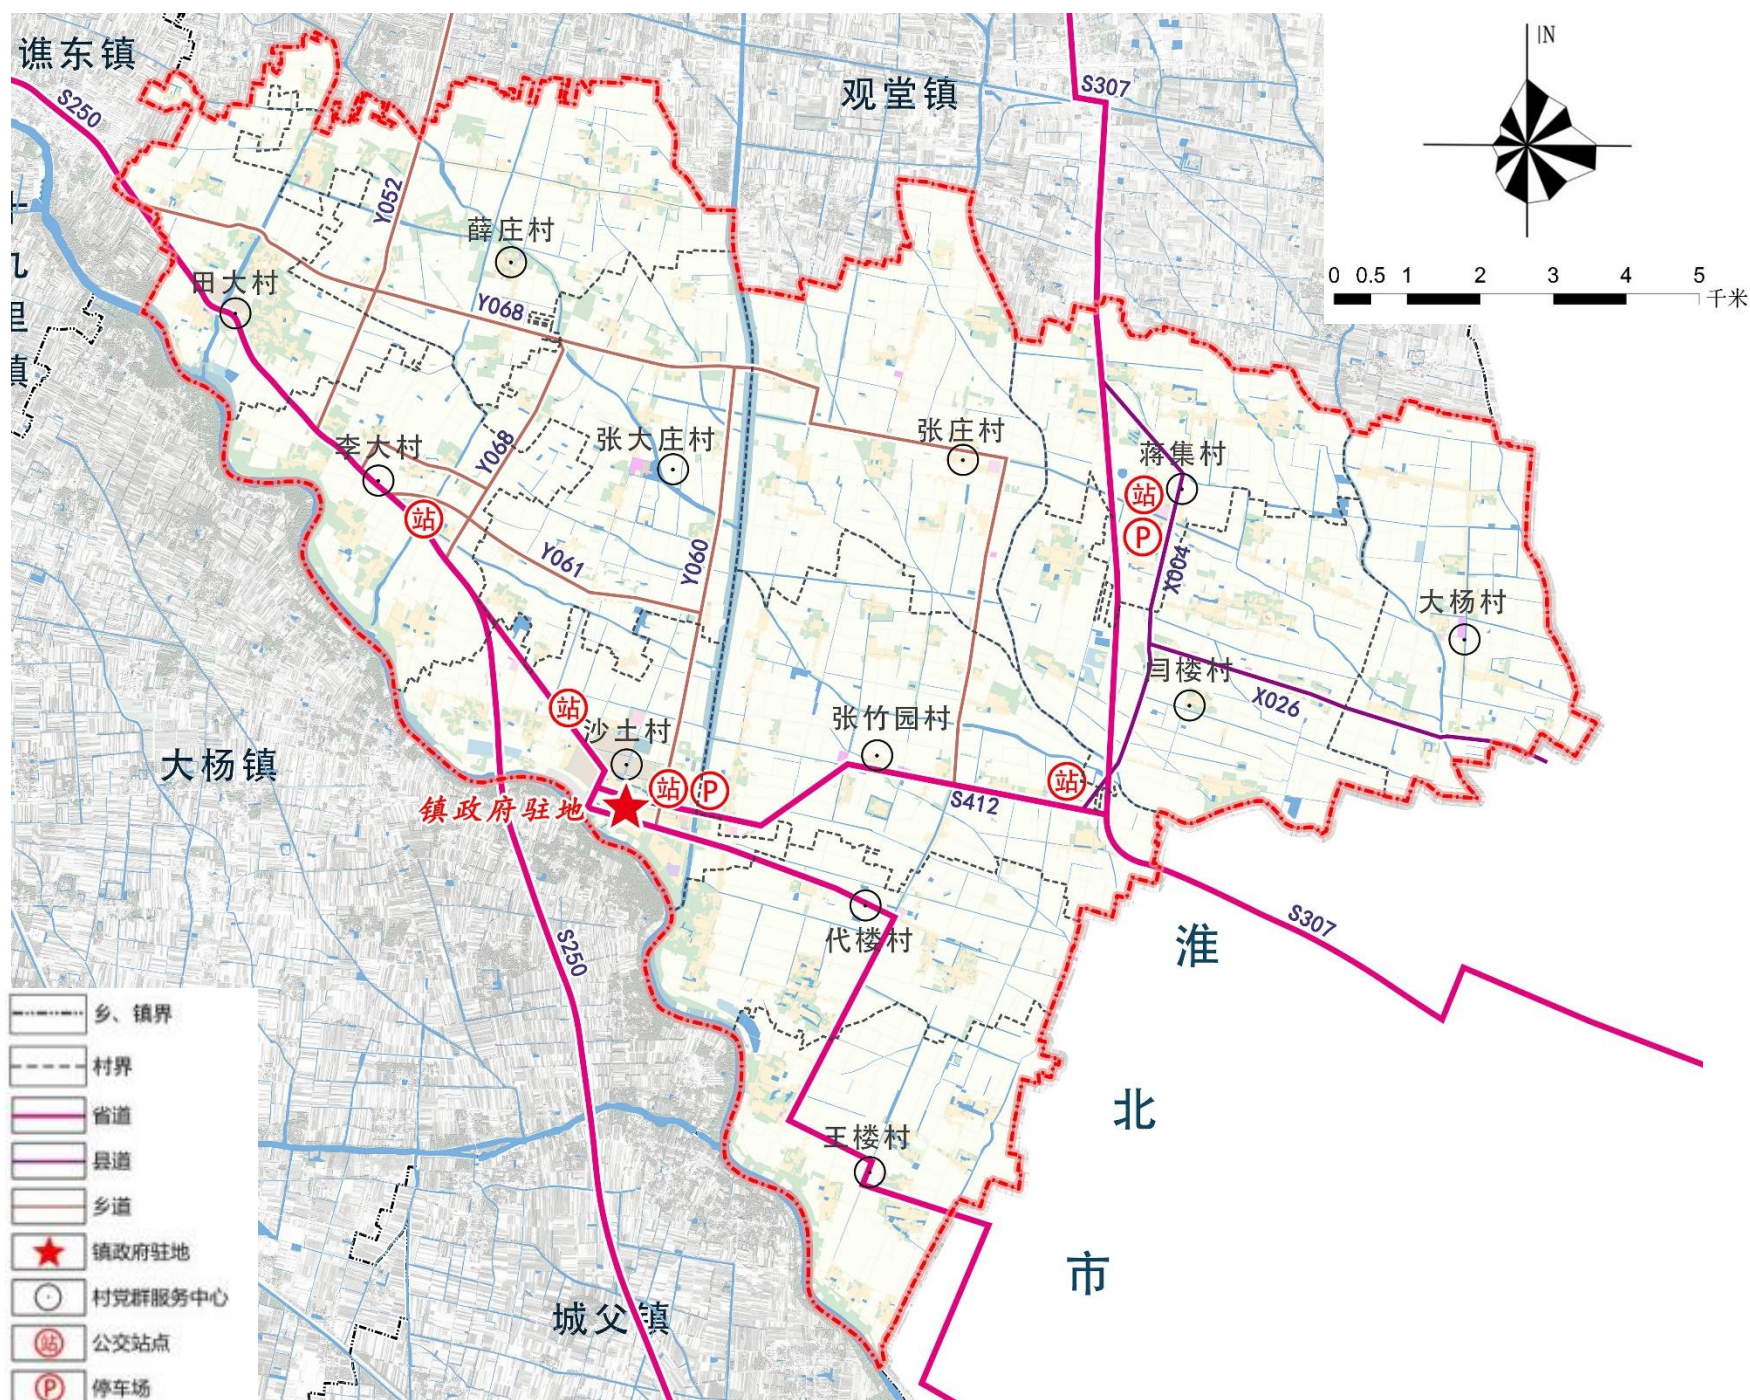 谯东镇
观堂镇
S307
N
S250
十
九
里
镇
Y052
薛庄村
田大村
Y068
0 0.5 1 2 3 4 5 千米
李大村
Y068
张大庄村
张庄村
蒋集村
站
站
P
Y061
Y060
X004
大杨村
闫楼村
X026
站
沙土村
张竹园村
大杨镇
镇政府驻地
站
P
站
S412
代楼村
S250
淮
北
市
S307
王楼村
城父镇
乡、镇界
村界
省道
县道
乡道
镇政府驻地
村党群服务中心
站 公交站点
P 停车场